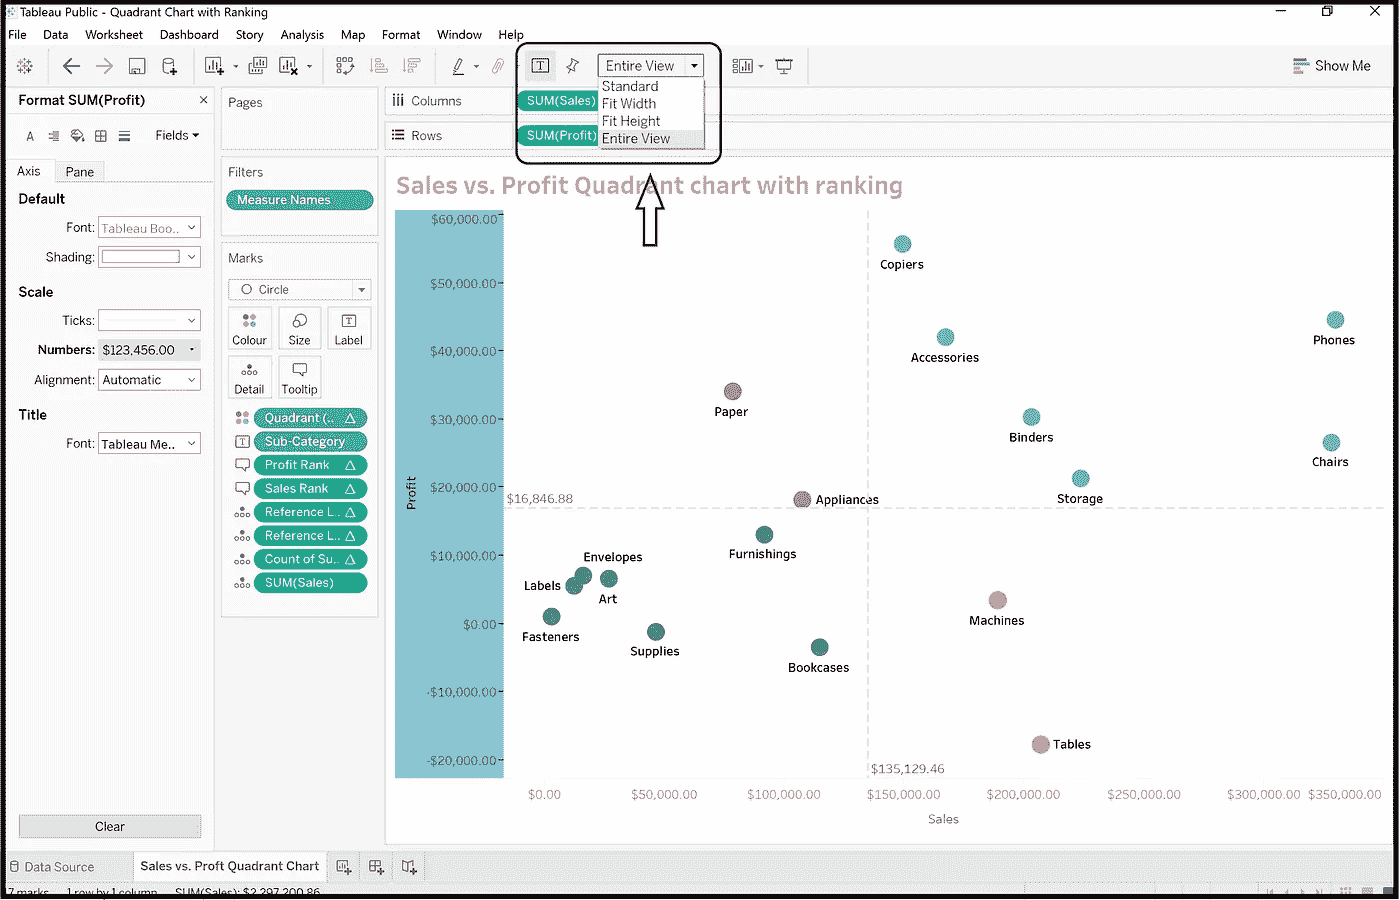 Tableau Public - Quadrant Chart with Ranking
File Data Worksheet Dashboard Story Analysis Map Format Window Help
Entire View
Show Me
Standard
Fit Width
Fit Height
Entire View
Format SUM(Profit)
Fields
Axis Pane
Default
Font: Tableau Boo..
Shading:
Scale
Ticks:
Numbers: $123,456.00
Alignment: Automatic
Title
Font: Tableau Me..
Clear
Pages
Filters
Measure Names
Marks
Circle
Colour Size Label
Detail Tooltip
Quadrant (..
Sub-Category
Profit Rank
Sales Rank
Reference L..
Reference L..
Count of Su..
SUM(Sales)
Columns SUM(Sales)
Rows SUM(Profit)
Sales vs. Profit Quadrant chart with ranking
$60,000.00
$50,000.00
$40,000.00
$30,000.00
$20,000.00
$10,000.00
$0.00
-$10,000.00
-$20,000.00
Profit
Copiers
Phones
Accessories
Paper
Binders
Chairs
Storage
$16,846.88
Appliances
Furnishings
Envelopes
Labels
Art
Fasteners
Supplies
Machines
Bookcases
Tables
$135,129.46
$0.00 $50,000.00 $100,000.00 $150,000.00 $200,000.00 $250,000.00 $300,000.00 $350,000.00
Sales
Data Source
Sales vs. Proft Quadrant Chart
7 marks 1 row by 1 column SUM(Sales): $2,297,200.86